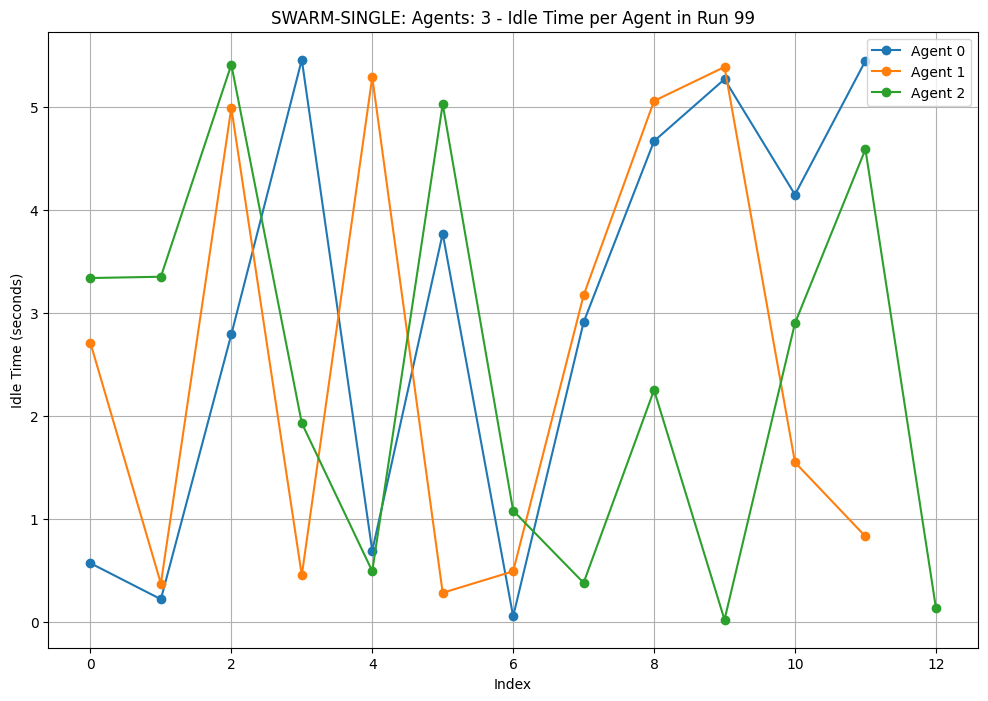 SWARM-SINGLE: Agents: 3 - Idle Time per Agent in Run 99
Agent 0
Agent 1
Agent 2
Idle Time (seconds)
5
4
3
2
1
0
0 2 4 6 8 10 12
Index